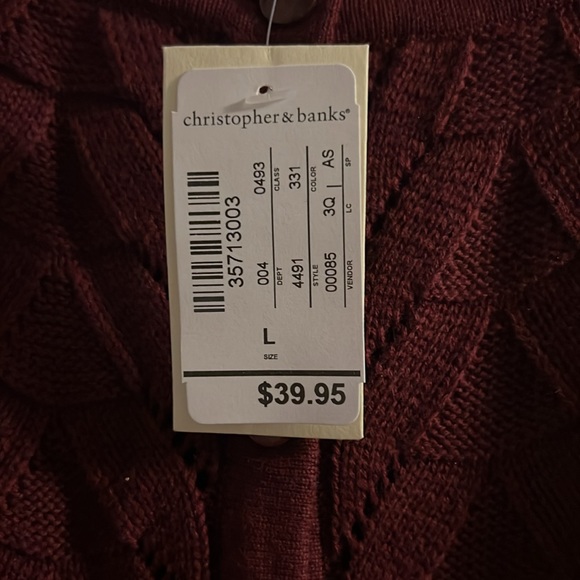 christopher & banks®
35713003
004 0493
DEPT CLASS
4491 331
STYLE COLOR
00085 3Q | AS
VENDOR LC SP
L
SIZE
$39.95